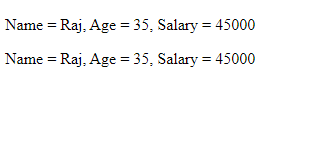 Name = Raj, Age = 35, Salary = 45000
Name = Raj, Age = 35, Salary = 45000